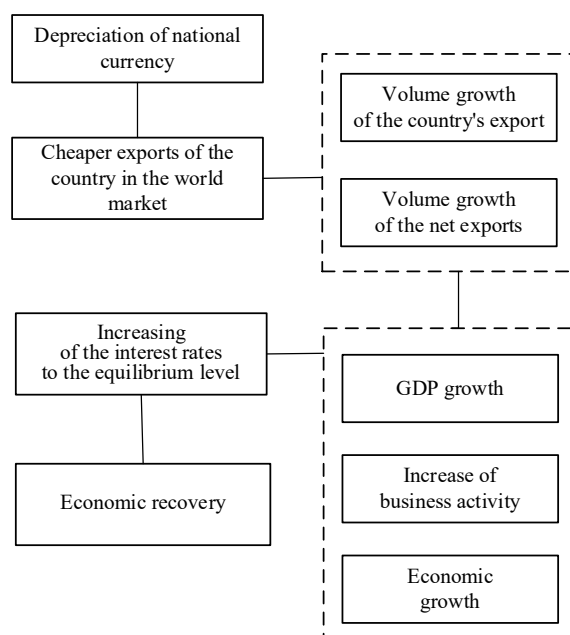 Depreciation of national
currency
Cheaper exports of the
country in the world
market
Volume growth
of the country's export
Volume growth
of the net exports
Increasing
of the interest rates
to the equilibrium level
Economic recovery
GDP growth
Increase of
business activity
Economic
growth